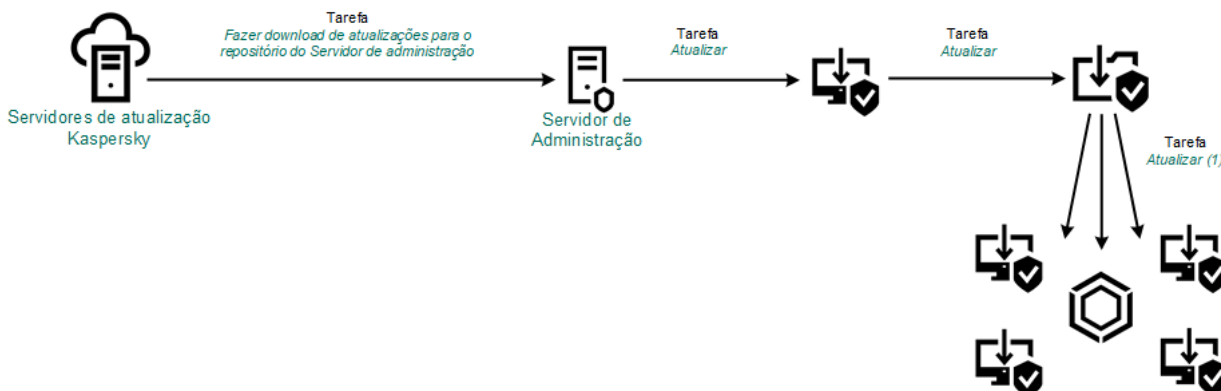 Tarefa
Fazer download de atualizações para o
repositório do Servidor de administração
Tarefa
Atualizar
Tarefa
Atualizar
Servidores de atualização
Kaspersky
Servidor de
Administração
Tarefa
Atualizar (1)